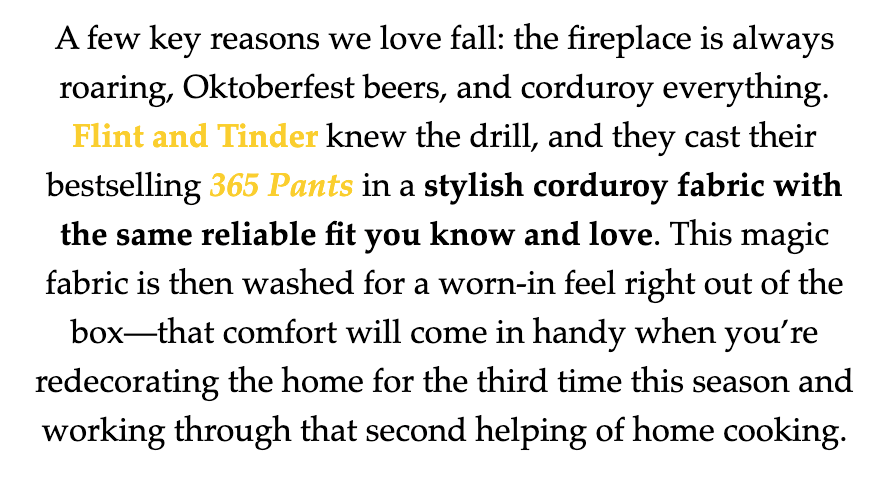 A few key reasons we love fall: the fireplace is always
roaring, Oktoberfest beers, and corduroy everything.
Flint and Tinder knew the drill, and they cast their
bestselling 365 Pants in a stylish corduroy fabric with
the same reliable fit you know and love. This magic
fabric is then washed for a worn-in feel right out of the
box—that comfort will come in handy when you’re
redecorating the home for the third time this season and
working through that second helping of home cooking.